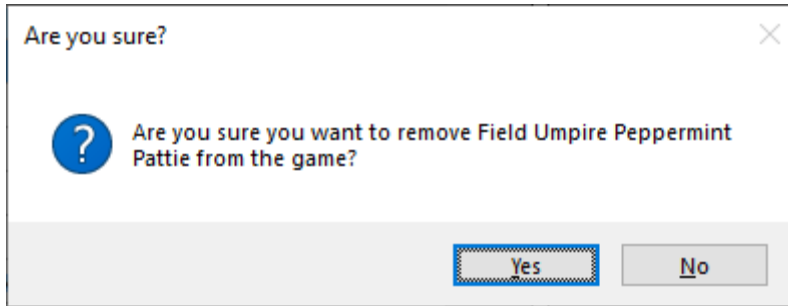 Are you sure?
Are you sure you want to remove Field Umpire Peppermint
Pattie from the game?
Yes
No